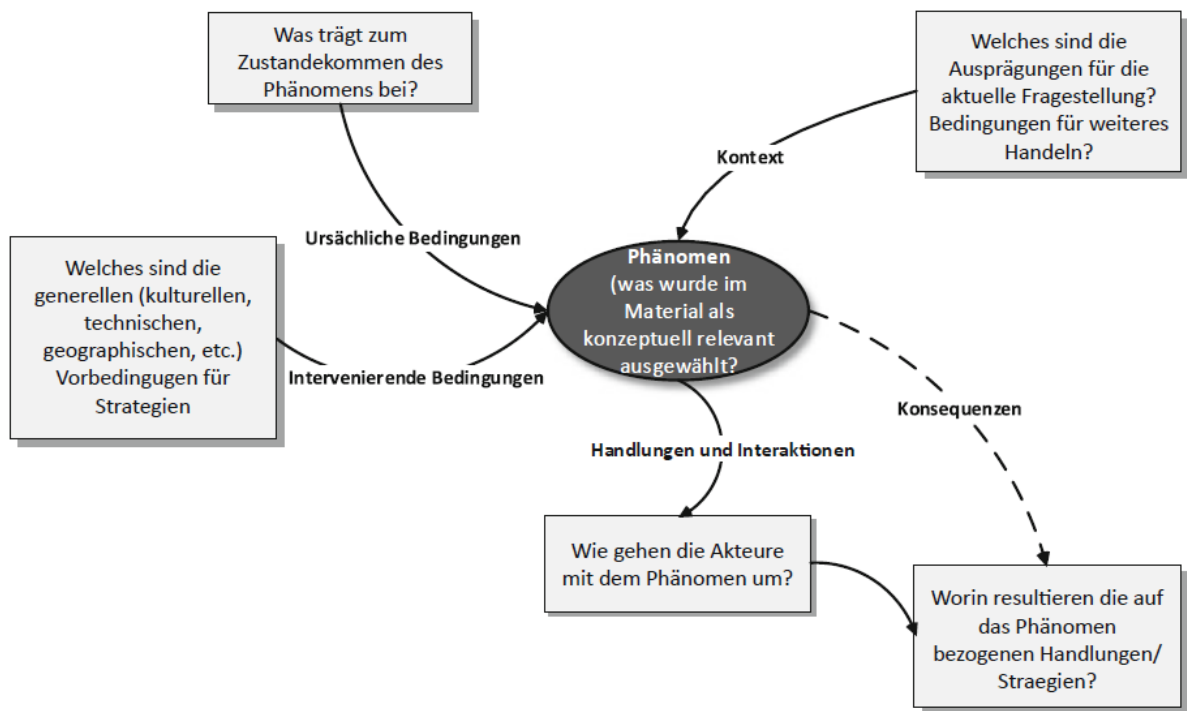 Was trägt zum
Zustandekommen des
Phänomens bei?
Welches sind die
Ausprägungen für die
aktuelle Fragestellung?
Bedingungen für weiteres
Handeln?
Kontext
Ursächliche Bedingungen
Welches sind die
generellen (kulturellen,
technischen,
geographischen, etc.)
Vorbedingugen für
Strategien
Phänomen
(was wurde im
Material als
konzeptuell relevant
ausgewählt?
Intervenierende Bedingungen
Konsequenzen
Handlungen und Interaktionen
Wie gehen die Akteure
mit dem Phänomen um?
Worin resultieren die auf
das Phänomen
bezogenen Handlungen/
Straegien?